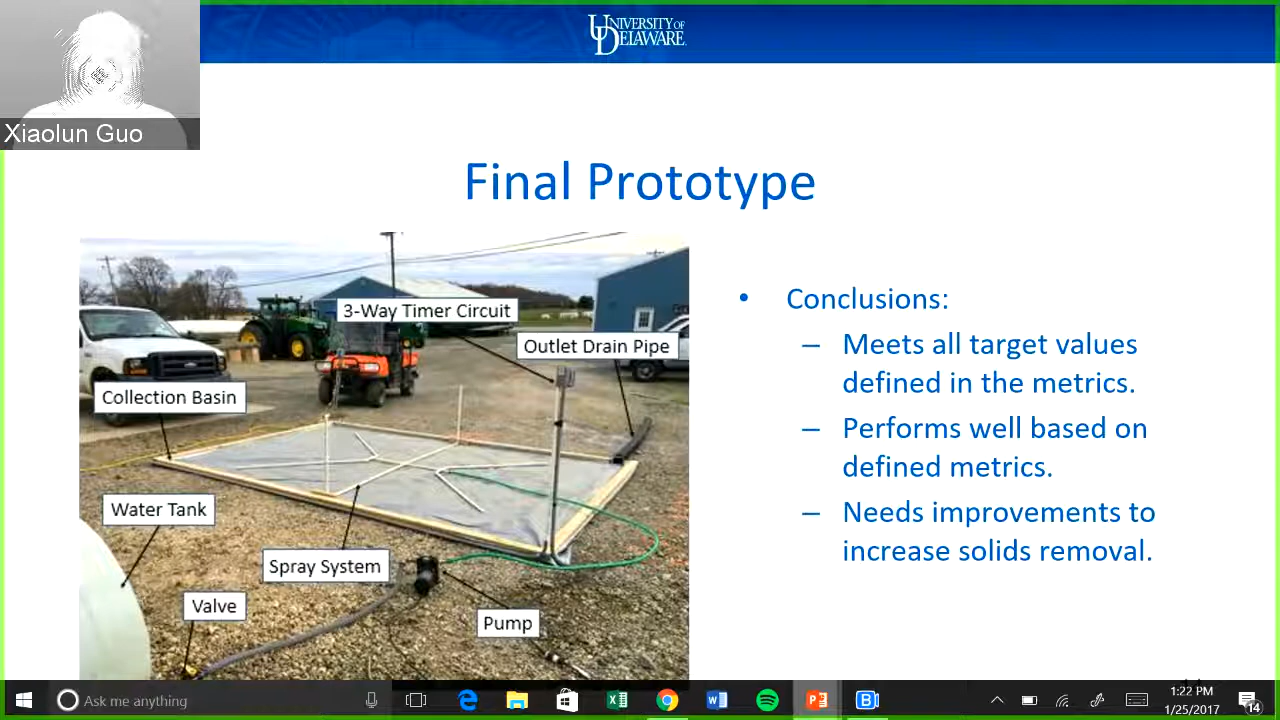 UNIVERSITY OF
DELAWARE
Xiaolun Guo
Final Prototype
3-Way Timer Circuit
Outlet Drain Pipe
Collection Basin
Water Tank
Spray System
Valve
Pump
• Conclusions:
– Meets all target values
defined in the metrics.
– Performs well based on
defined metrics.
– Needs improvements to
increase solids removal.
Ask me anything
1:22 PM
1/25/2017
14